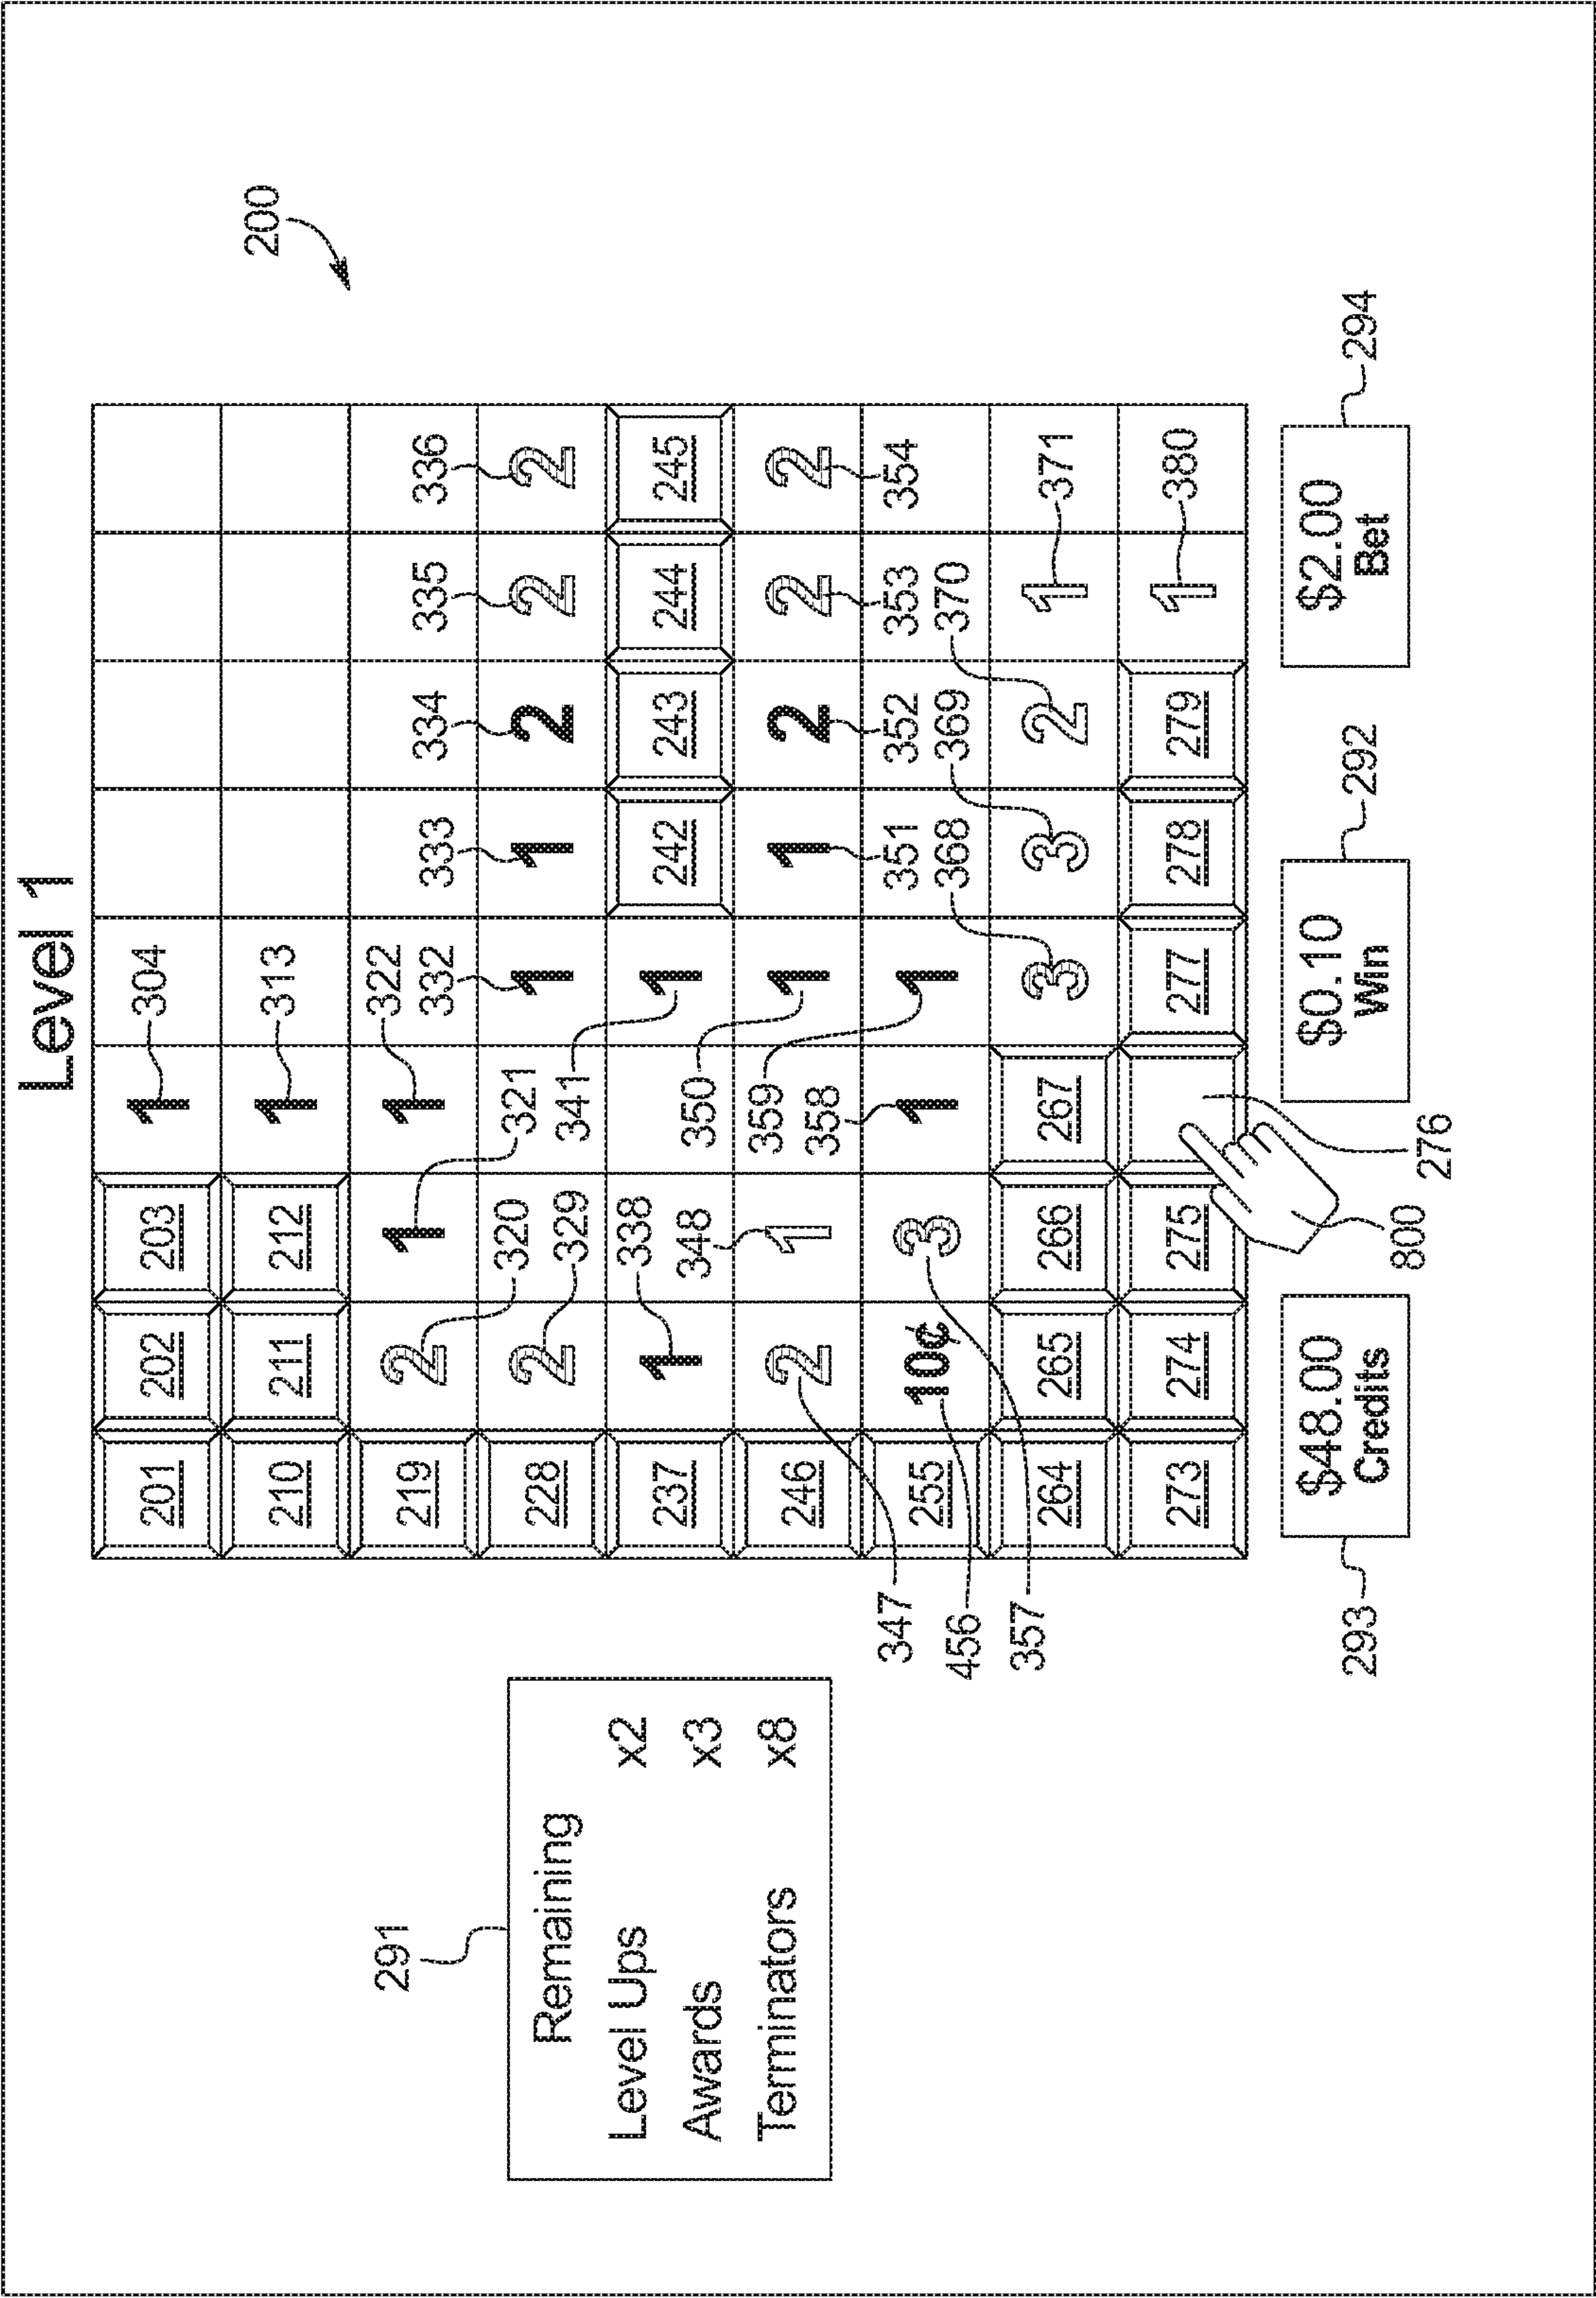 Level 1
201 202 203 1 304
200
210 211 212 1 313
322
291
219 2 1 1
332 333 334 335 336
320 321
228 2 1 1 2 2 2
329 341
Remaining
Level Ups x2
338
237 1 1 242 243 244 245
348 350
Awards x3
359
Terminators x8
246 2 1 1 1 2 2 2
358
347 351 352 353 354
255 10¢ 3 1 1
456 368 369 370
357
264 265 266 267 3 3 2 1 371
273 274 275 277 278 279 1 380
$48.00 $0.10 $2.00
Credits Win Bet
293 292 294
800 276